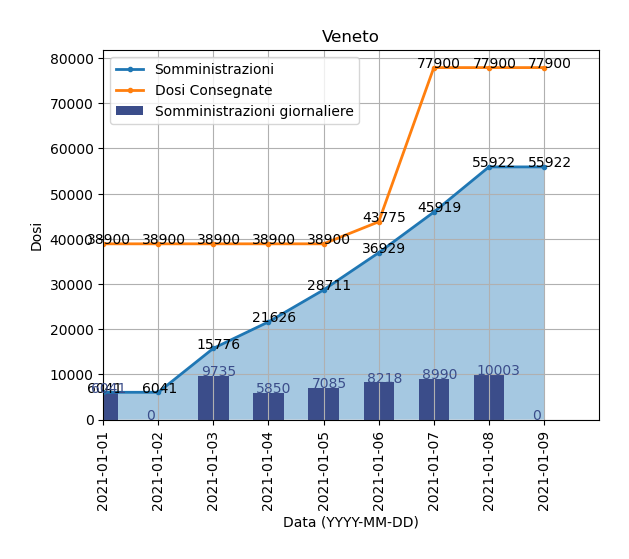 Veneto
Somministrazioni
Dosi Consegnate
Somministrazioni giornaliere
80000
70000
60000
50000
40000
30000
20000
10000
0
Dosi
77900 77900 77900
55922 55922
38900 38900 38900 38900 38900 43775 45919
36929
28711
21626
15776
6041 6041
6041 0 9735 5850 7085 8218 8990 10003 0
2021-01-01
2021-01-02
2021-01-03
2021-01-04
2021-01-05
2021-01-06
2021-01-07
2021-01-08
2021-01-09
Data (YYYY-MM-DD)